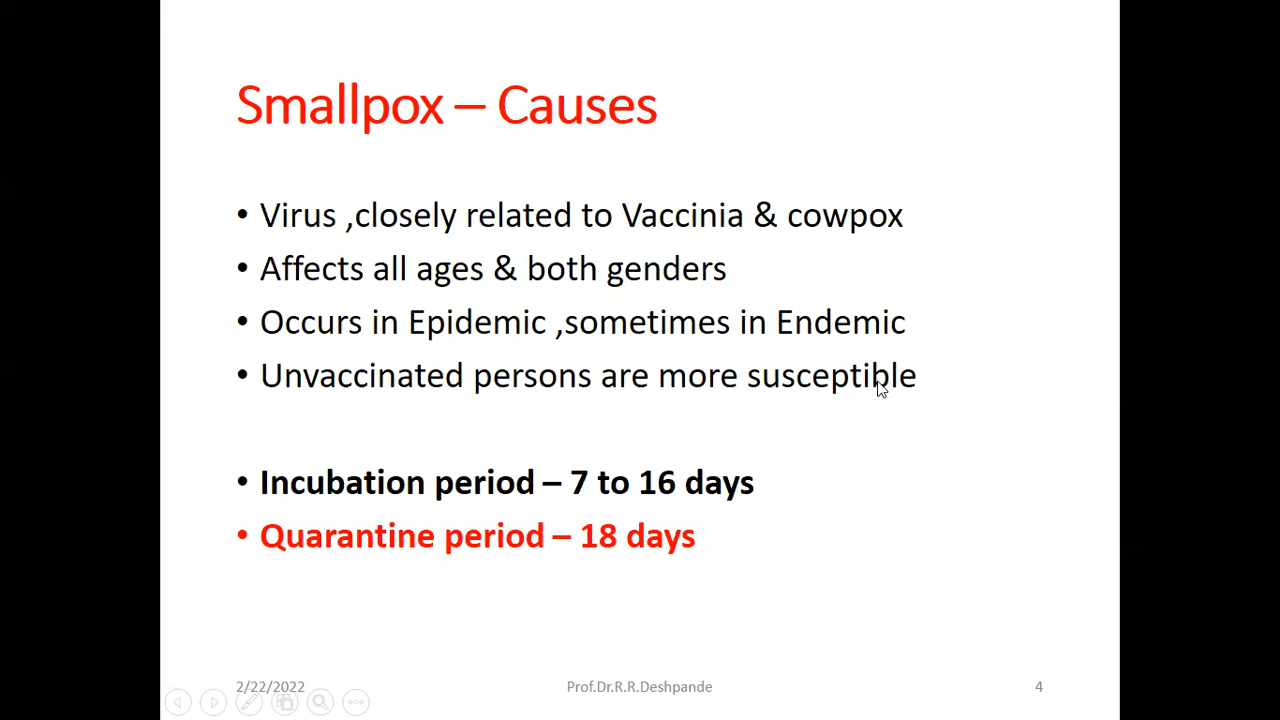 Smallpox – Causes
• Virus ,closely related to Vaccinia & cowpox
• Affects all ages & both genders
• Occurs in Epidemic ,sometimes in Endemic
• Unvaccinated persons are more susceptible
• Incubation period – 7 to 16 days
• Quarantine period – 18 days
2/22/2022 Prof.Dr.R.R.Deshpande 4